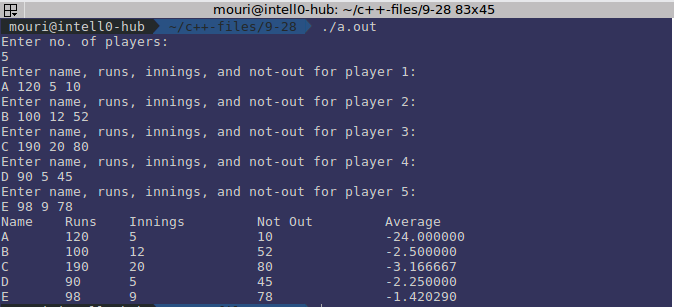 mouri@intell0-hub: ~/c++-files/9-28 83x45
mouri@intell0-hub ~/c++-files/9-28 ./a.out
Enter no. of players:
5
Enter name, runs, innings, and not-out for player 1:
A 120 5 10
Enter name, runs, innings, and not-out for player 2:
B 100 12 52
Enter name, runs, innings, and not-out for player 3:
C 190 20 80
Enter name, runs, innings, and not-out for player 4:
D 90 5 45
Enter name, runs, innings, and not-out for player 5:
E 98 9 78
Name Runs Innings Not Out Average
A 120 5 10 -24.000000
B 100 12 52 -2.500000
C 190 20 80 -3.166667
D 90 5 45 -2.250000
E 98 9 78 -1.420290